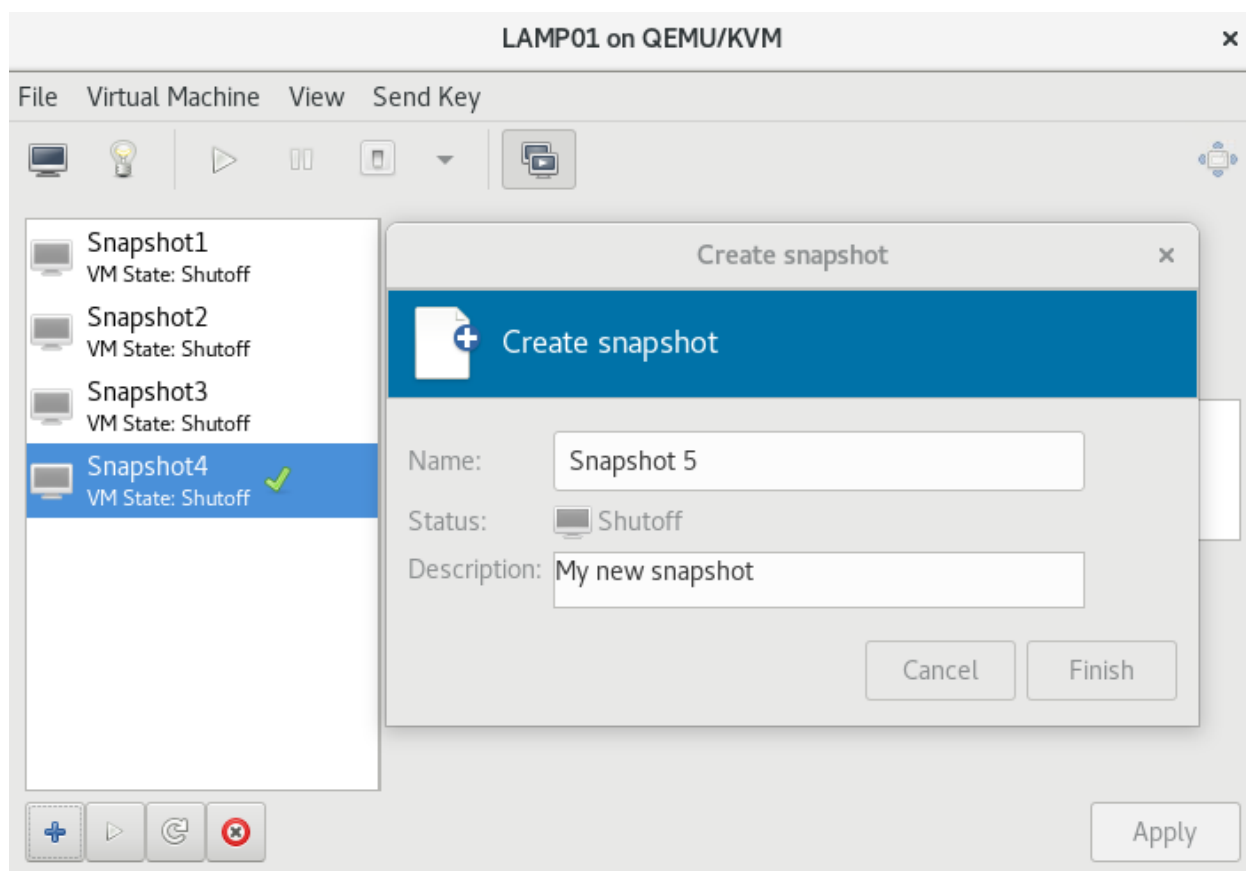 LAMP01 on QEMU/KVM
File Virtual Machine View Send Key
Snapshot1
VM State: Shutoff
Snapshot2
VM State: Shutoff
Snapshot3
VM State: Shutoff
Snapshot4
VM State: Shutoff
Create snapshot
Create snapshot
Name: Snapshot 5
Status: Shutoff
Description: My new snapshot
Cancel Finish
Apply